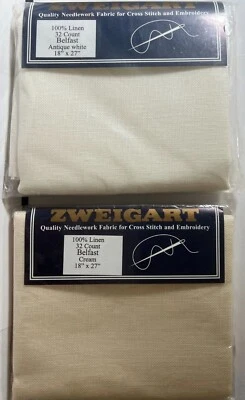 ZWEIGART
Quality Needlework Fabric for Cross Stitch and Embroidery
100% Linen
32 Count
Belfast
Antique white
18" x 27"
ZWEIGART
Quality Needlework Fabric for Cross Stitch and Embroidery
100% Linen
32 Count
Belfast
Cream
18" x 27"